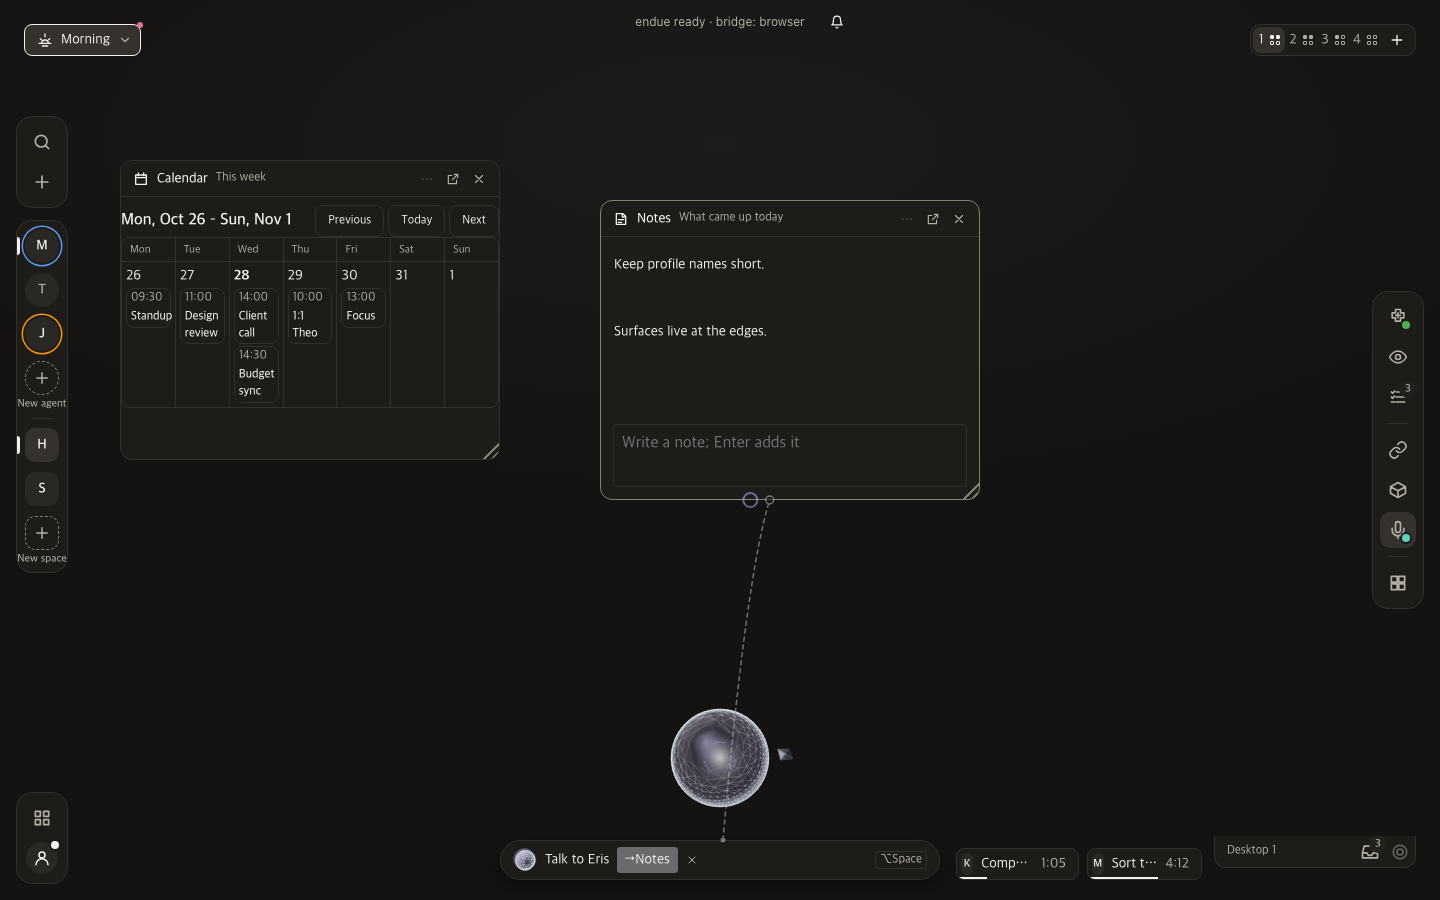 endue ready · bridge: browser
Morning
1 2 3 4
M
T
J
New agent
H
S
New space
Calendar This week
Mon, Oct 26 - Sun, Nov 1
Previous Today Next
Mon Tue Wed Thu Fri Sat Sun
26 27 28 29 30 31 1
09:30 Standup
11:00 Design review
14:00 Client call
14:30 Budget sync
10:00 1:1 Theo
13:00 Focus
Notes What came up today
Keep profile names short.
Surfaces live at the edges.
Write a note; Enter adds it
3
Talk to Eris →Notes ⌥Space
K Comp··· 1:05
M Sort t··· 4:12
Desktop 1 3